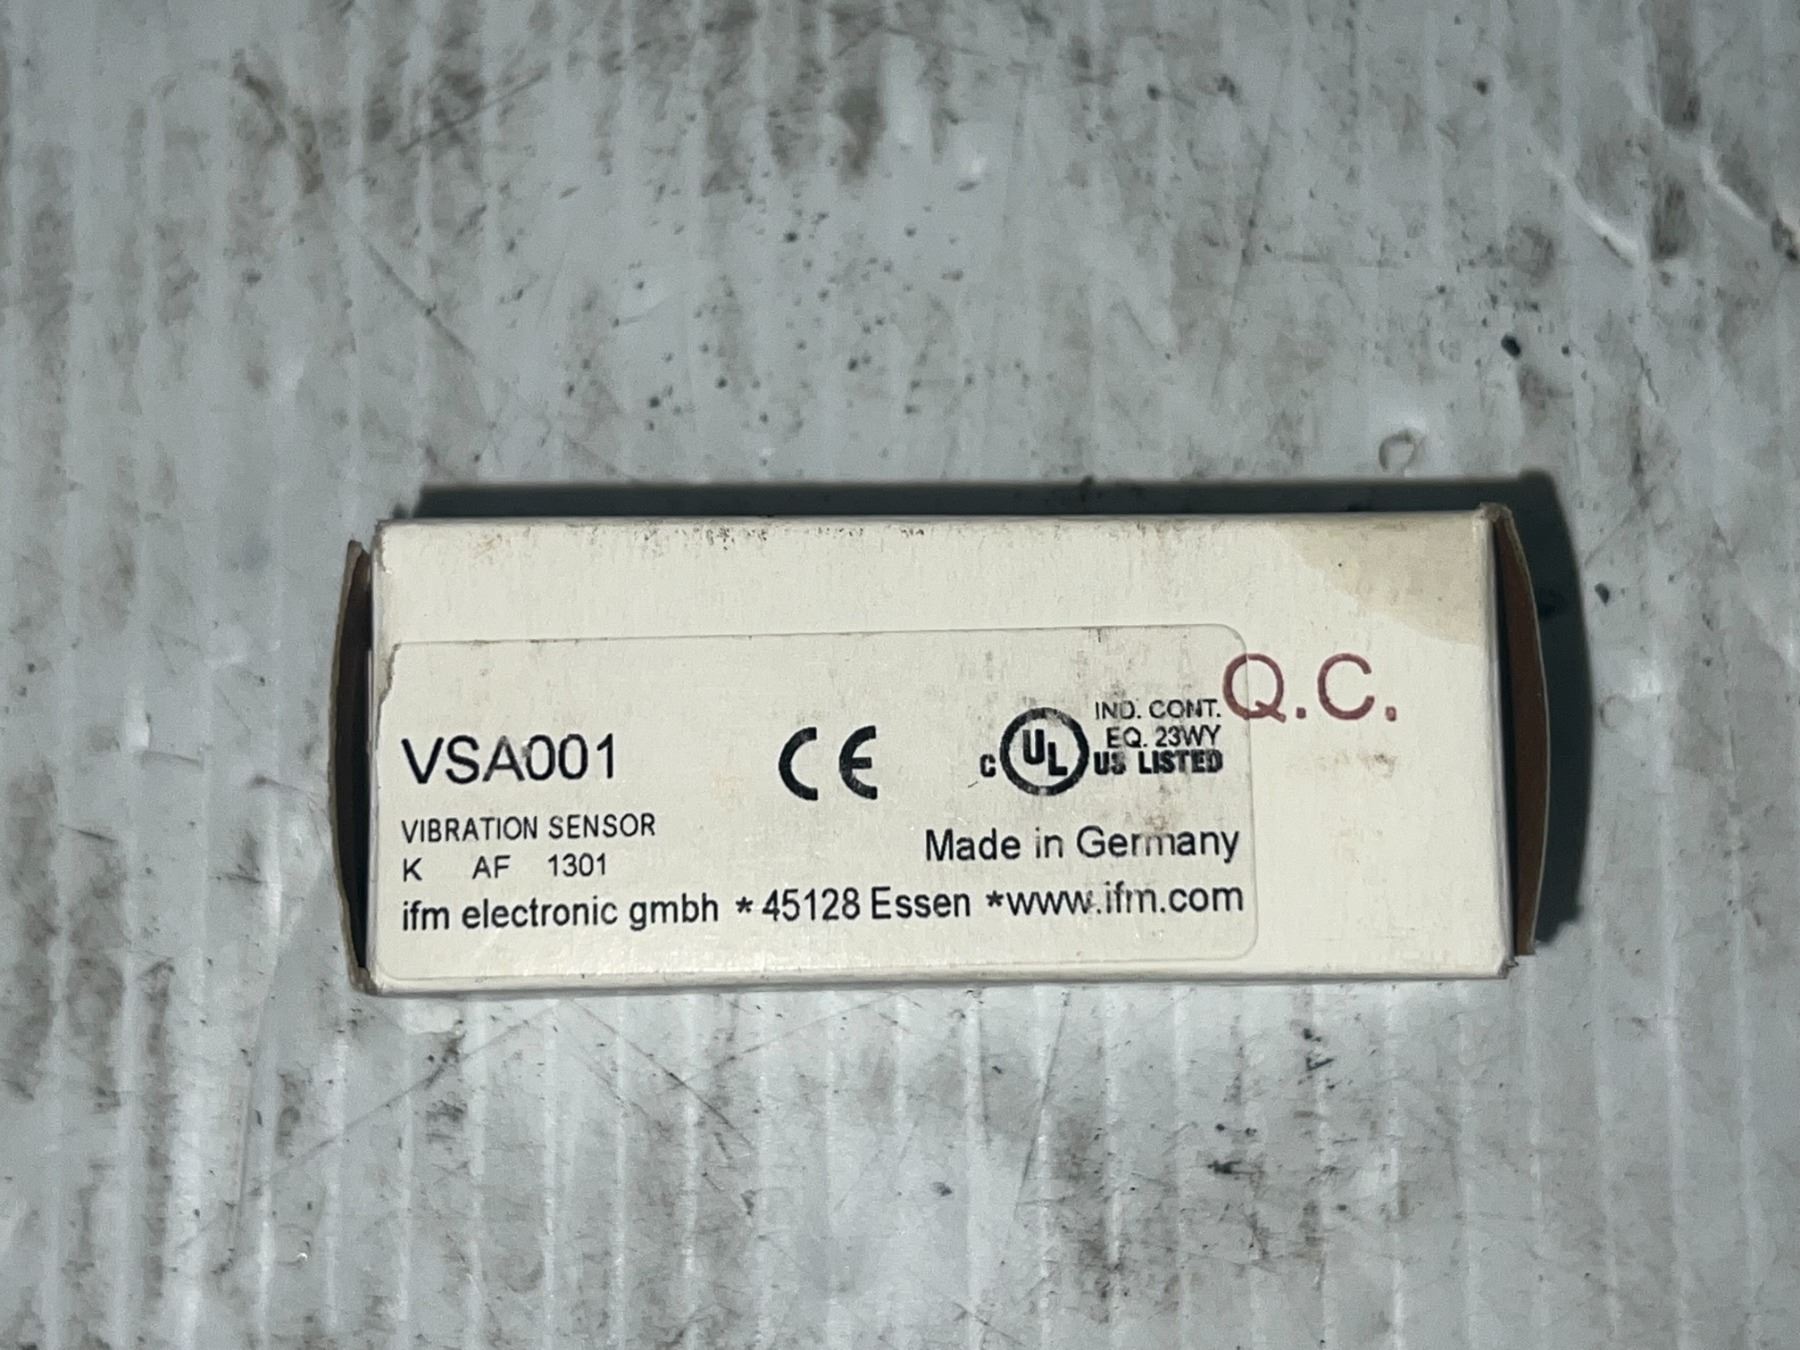 Q.C.
IND. CONT.
EQ. 23WY
C UL US LISTED
VSA001
CE
VIBRATION SENSOR
K AF 1301
Made in Germany
ifm electronic gmbh * 45128 Essen *www.ifm.com